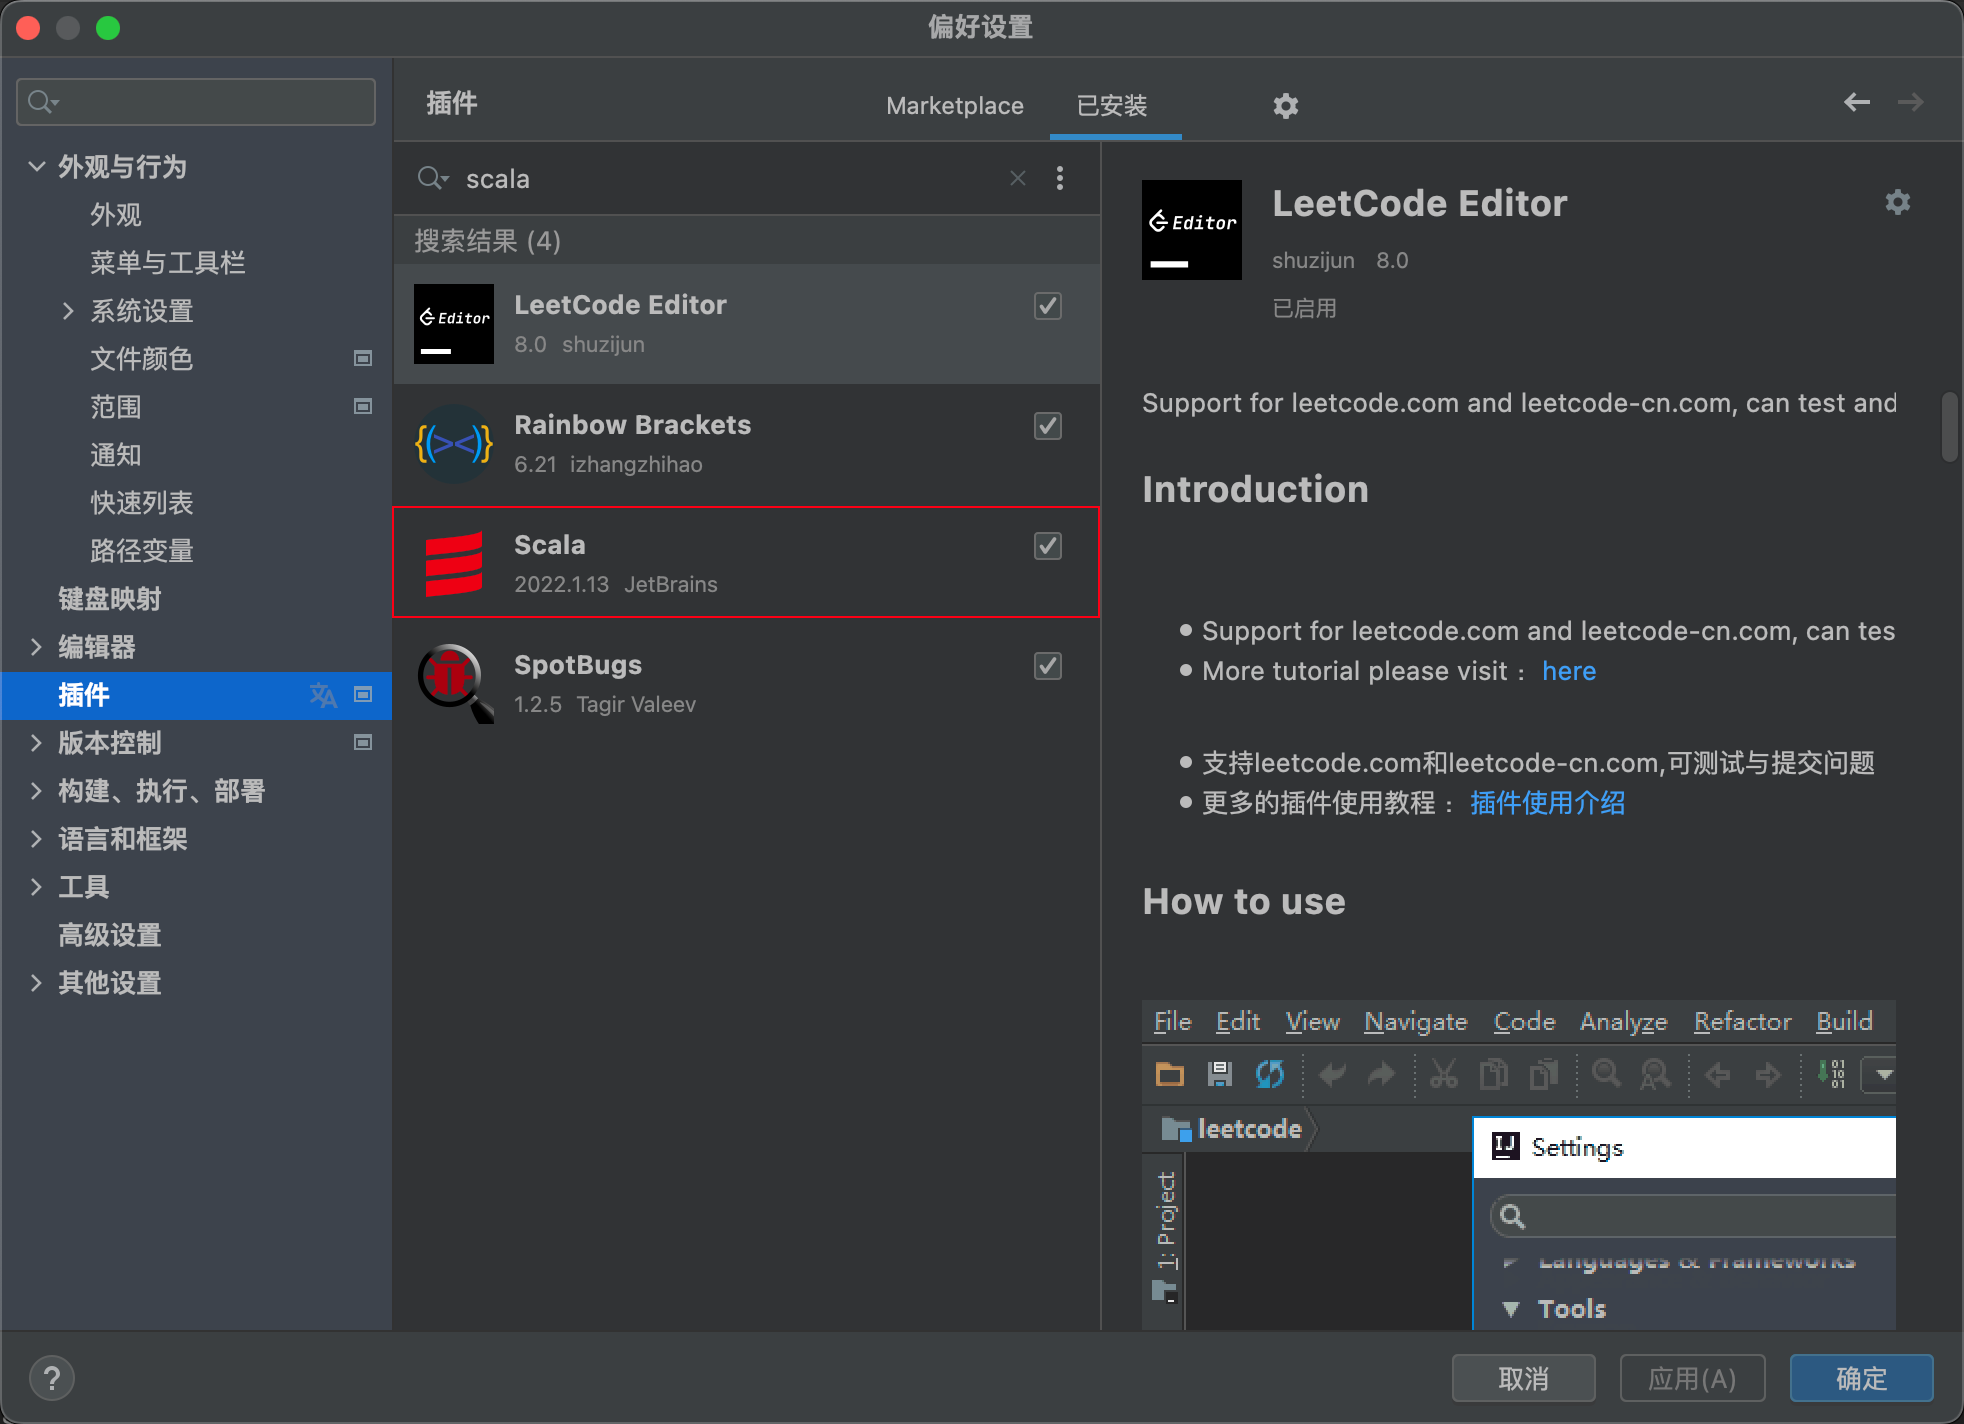 偏好设置
插件
Marketplace
已安装
外观与行为
外观
菜单与工具栏
系统设置
文件颜色
范围
通知
快速列表
路径变量
键盘映射
编辑器
插件
版本控制
构建、执行、部署
语言和框架
工具
高级设置
其他设置
scala
搜索结果 (4)
Editor
LeetCode Editor
8.0 shuzijun
Rainbow Brackets
6.21 izhangzhihao
Scala
2022.1.13 JetBrains
SpotBugs
1.2.5 Tagir Valeev
Editor
LeetCode Editor
shuzijun 8.0
已启用
Support for leetcode.com and leetcode-cn.com, can test and
Introduction
Support for leetcode.com and leetcode-cn.com, can tes
More tutorial please visit： here
支持leetcode.com和leetcode-cn.com,可测试与提交问题
更多的插件使用教程： 插件使用介绍
How to use
File Edit View Navigate Code Analyze Refactor Build
leetcode
1: Project
IJ Settings
Languages & Frameworks
Tools
?
取消
应用(A)
确定